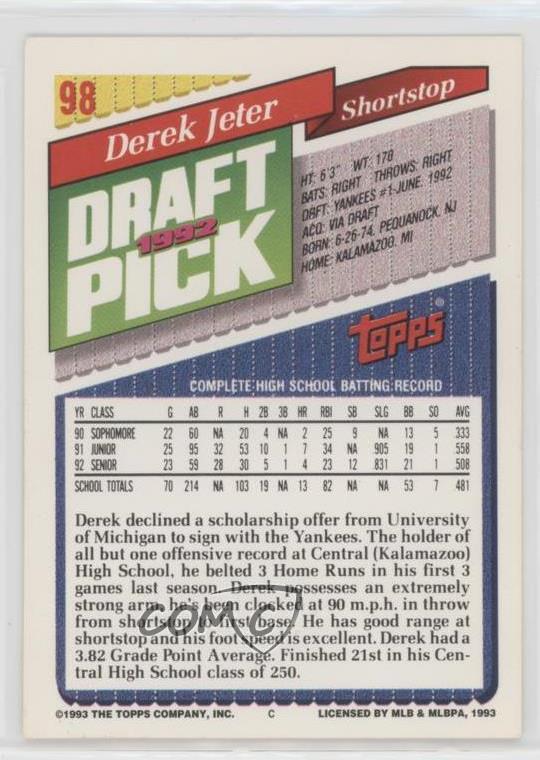 98
Derek Jeter
Shortstop
DRAFT
1992
PICK
HT: 6'3" WT: 178
BATS: RIGHT THROWS: RIGHT
DRFT: YANKEES #1-JUNE, 1992
ACQ: VIA DRAFT
BORN: 6-26-74, PEQUANOCK, NJ
HOME: KALAMAZOO, MI
TOPPS®
COMPLETE HIGH SCHOOL BATTING RECORD
YR CLASS G AB R H 2B 3B HR RBI SB SLG BB SO AVG
90 SOPHOMORE 22 60 NA 20 4 NA 2 25 9 NA 13 5 .333
91 JUNIOR 25 95 32 53 10 1 7 34 NA .905 19 1 .558
92 SENIOR 23 59 28 30 5 1 4 23 12 .831 21 1 .508
SCHOOL TOTALS 70 214 NA 103 19 NA 13 82 NA NA 53 7 .481
Derek declined a scholarship offer from University
of Michigan to sign with the Yankees. The holder of
all but one offensive record at Central (Kalamazoo)
High School, he belted 3 Home Runs in his first 3
games last season. Derek possesses an extremely
strong arm; he's been clocked at 90 m.p.h. in throw
from shortstop to first base. He has good range at
shortstop and his foot speed is excellent. Derek had a
3.82 Grade Point Average. Finished 21st in his Cen-
tral High School class of 250.
COMC
©1993 THE TOPPS COMPANY, INC. C LICENSED BY MLB & MLBPA, 1993